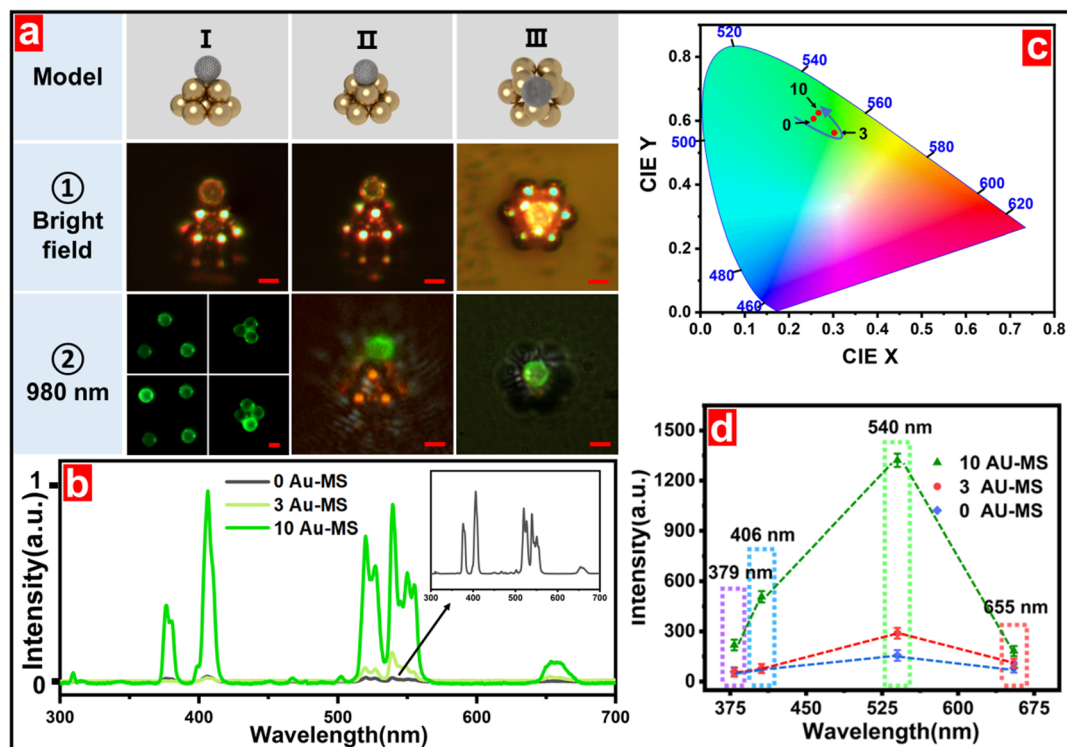 a
I
II
III
Model
①
Bright
field
②
980 nm
b
1
0
Intensity(a.u.)
0 Au-MS
3 Au-MS
10 Au-MS
300 400 500 600 700
300 400 500 600 700
Wavelength(nm)
c
0.8
0.6
0.4
0.2
0.0
CIE Y
520
540
560
580
600
620
500
480
460
10
0
3
0.0 0.1 0.2 0.3 0.4 0.5 0.6 0.7
CIE X
d
1500
1200
900
600
300
0
Intensity(a.u.)
540 nm
406 nm
379 nm
655 nm
10 AU-MS
3 AU-MS
0 AU-MS
375 450 525 600 675
Wavelength(nm)